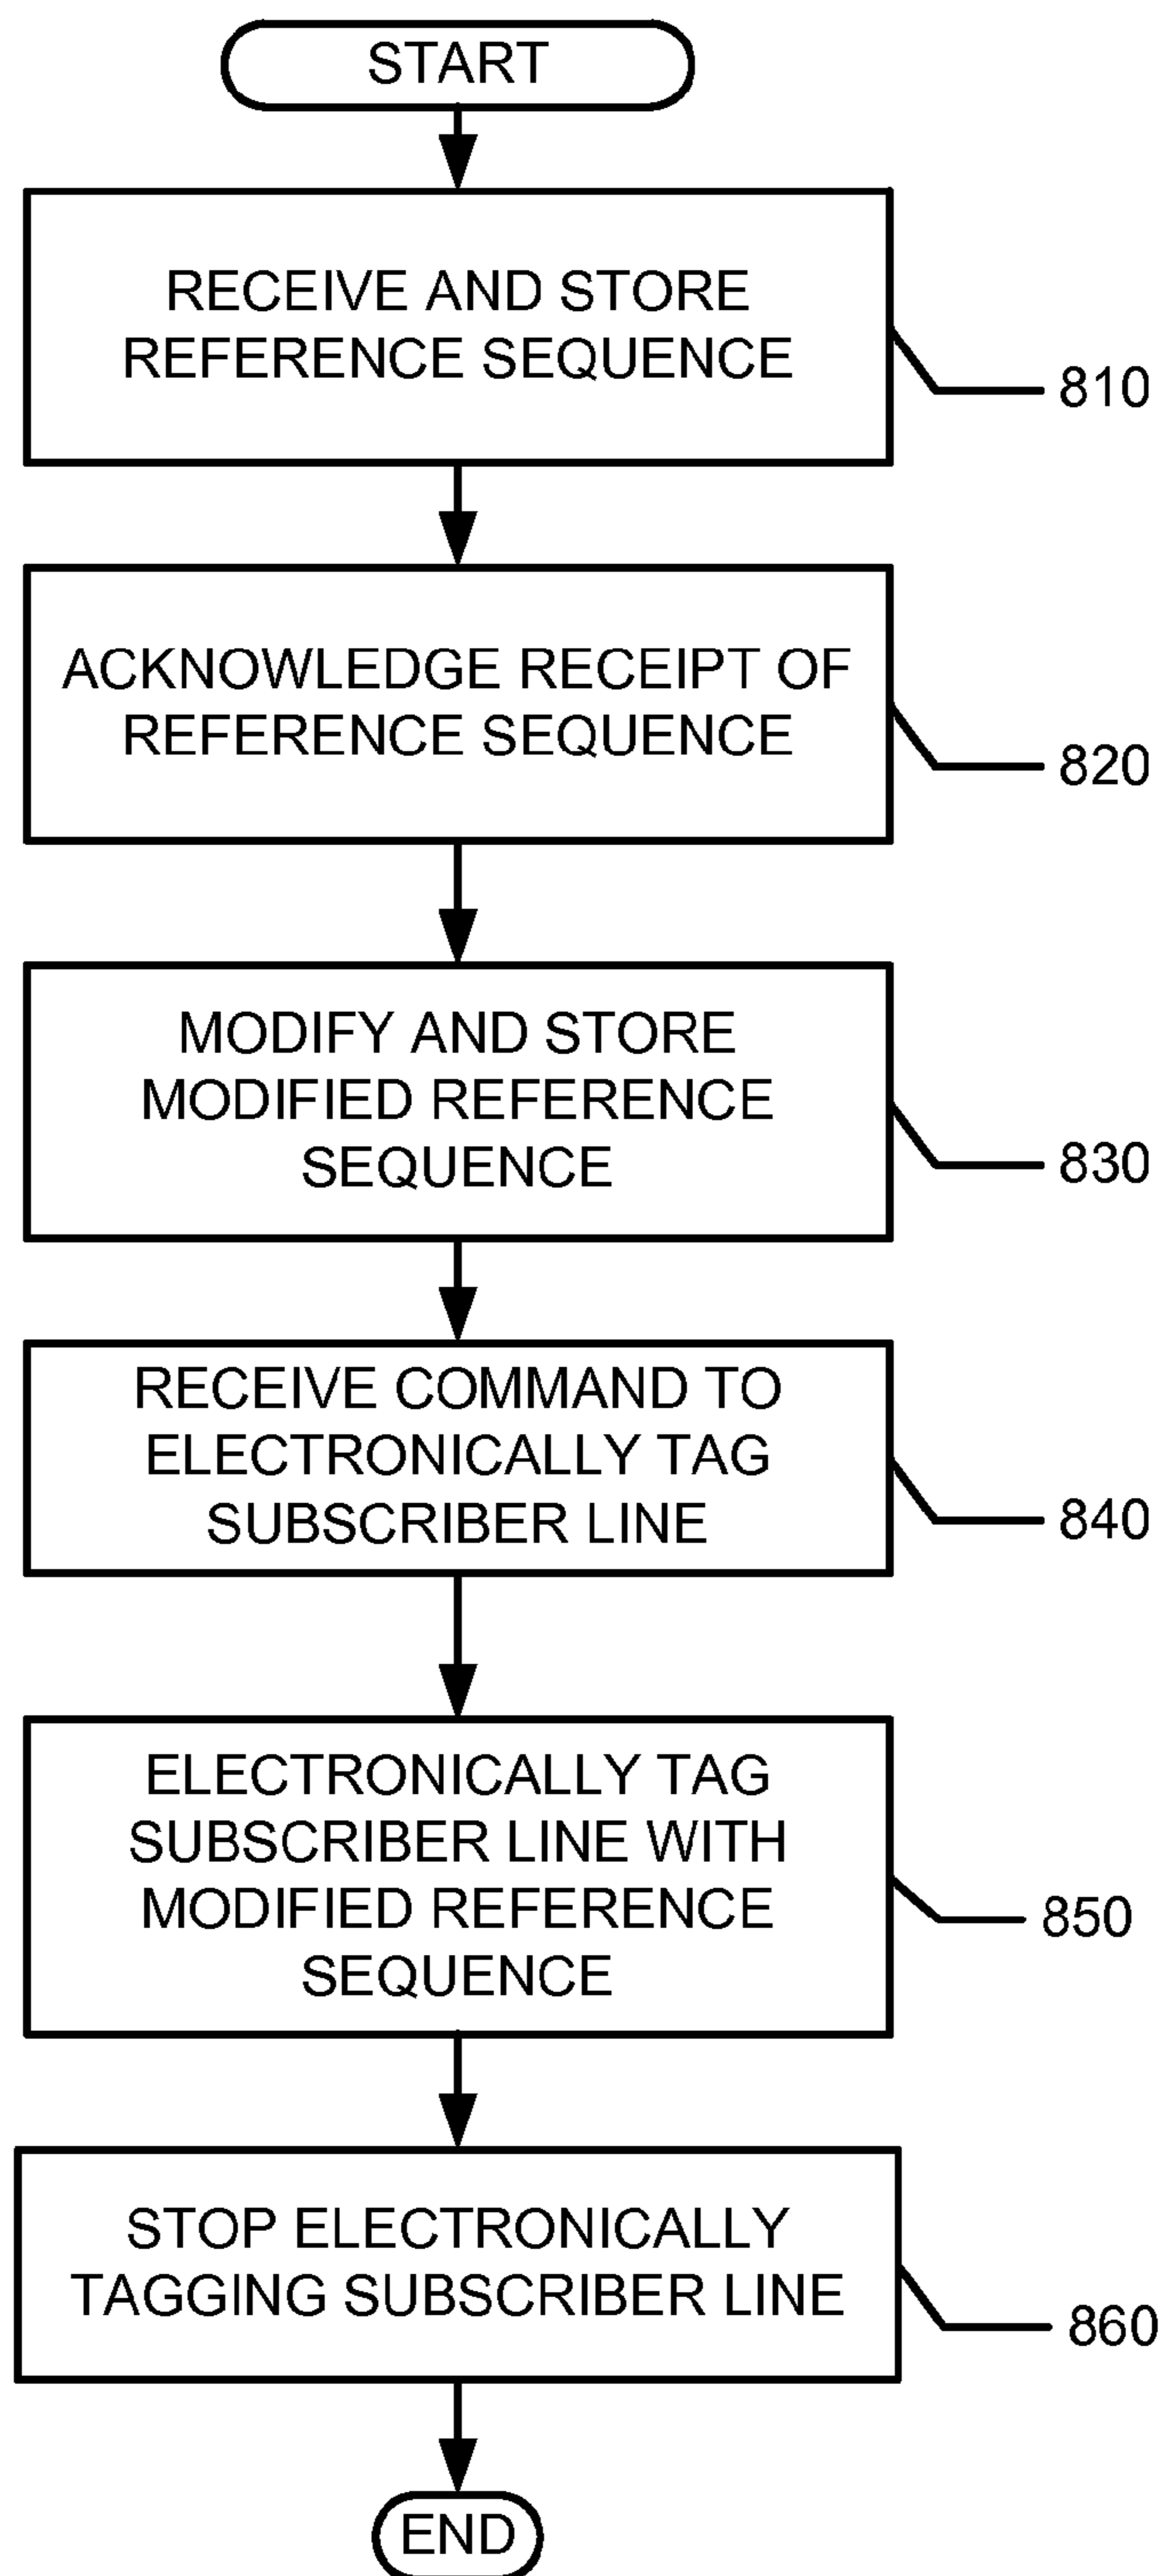 START
RECEIVE AND STORE
REFERENCE SEQUENCE
810
ACKNOWLEDGE RECEIPT OF
REFERENCE SEQUENCE
820
MODIFY AND STORE
MODIFIED REFERENCE
SEQUENCE
830
RECEIVE COMMAND TO
ELECTRONICALLY TAG
SUBSCRIBER LINE
840
ELECTRONICALLY TAG
SUBSCRIBER LINE WITH
MODIFIED REFERENCE
SEQUENCE
850
STOP ELECTRONICALLY
TAGGING SUBSCRIBER LINE
860
END